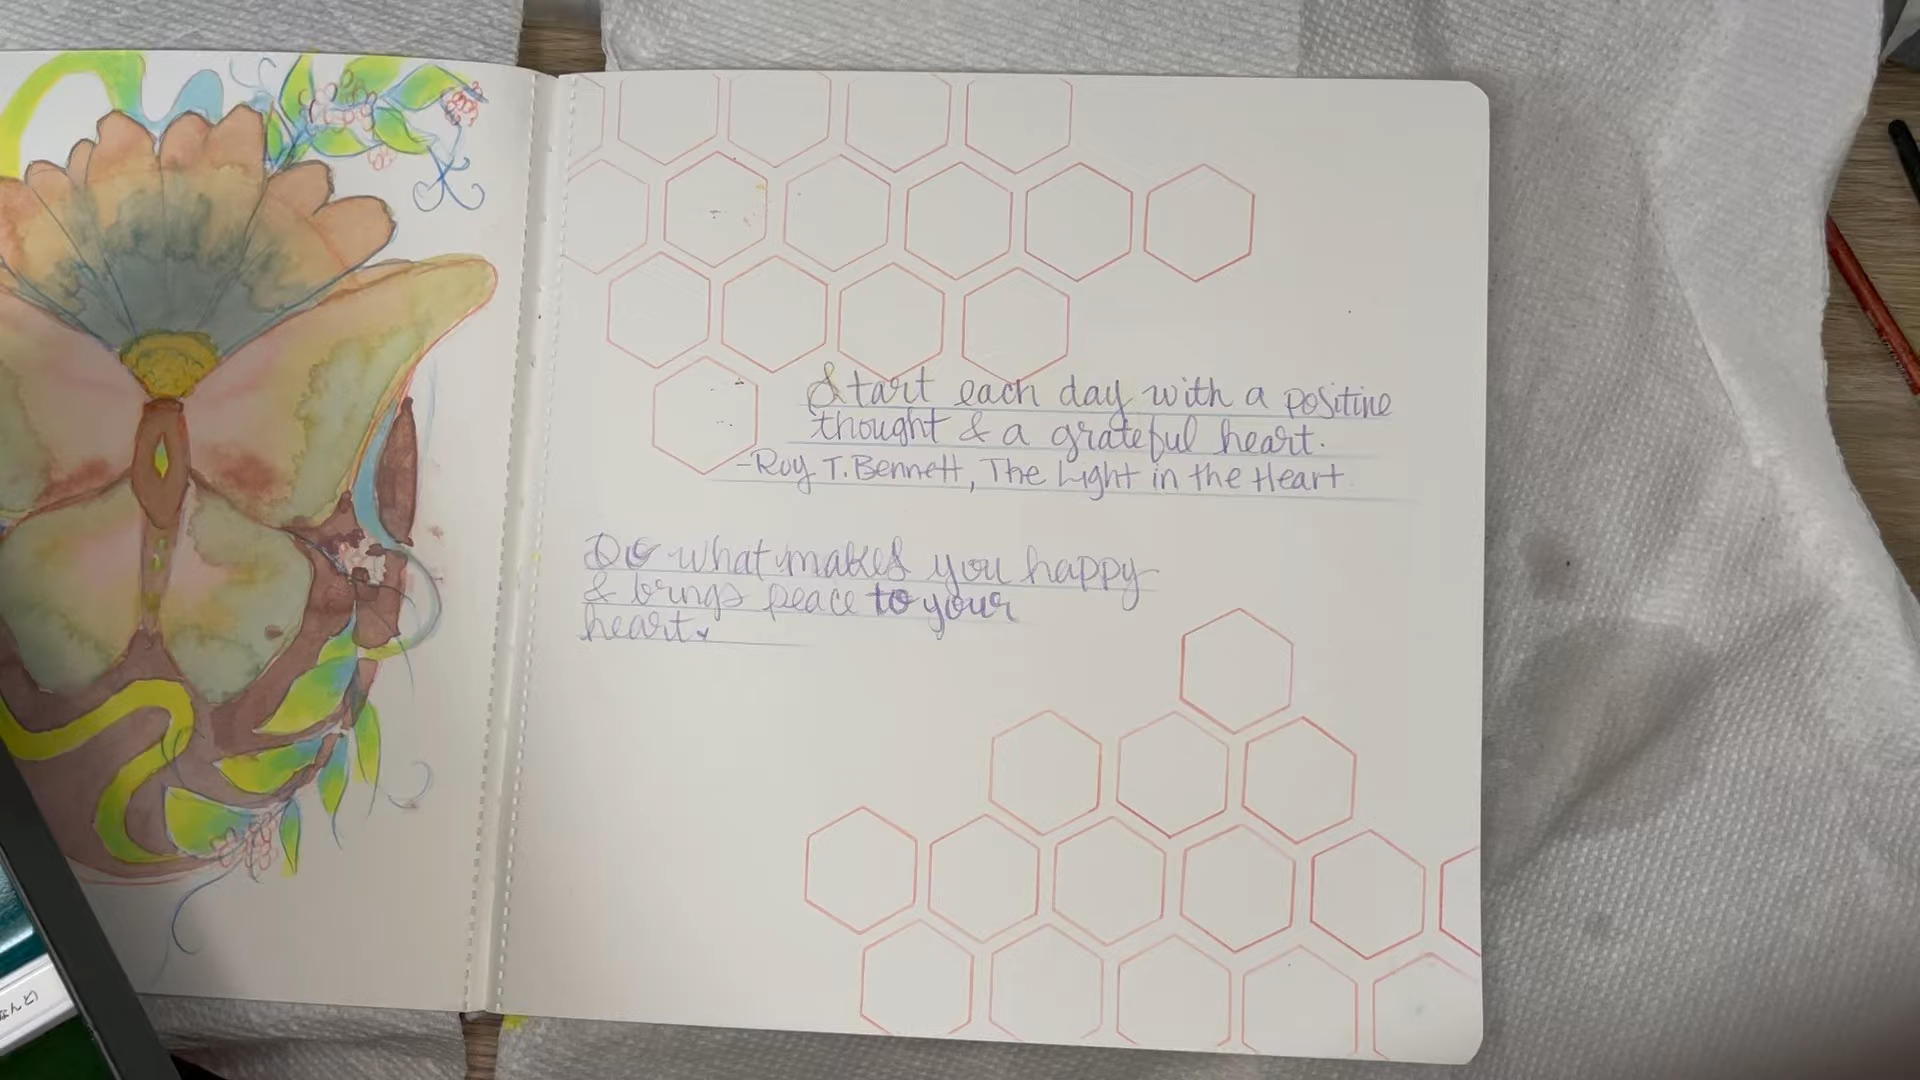 Start each day with a positive
thought & a grateful heart.
-Roy T. Bennett, The Light in the Heart
Do what makes you happy
& brings peace to your
heart.